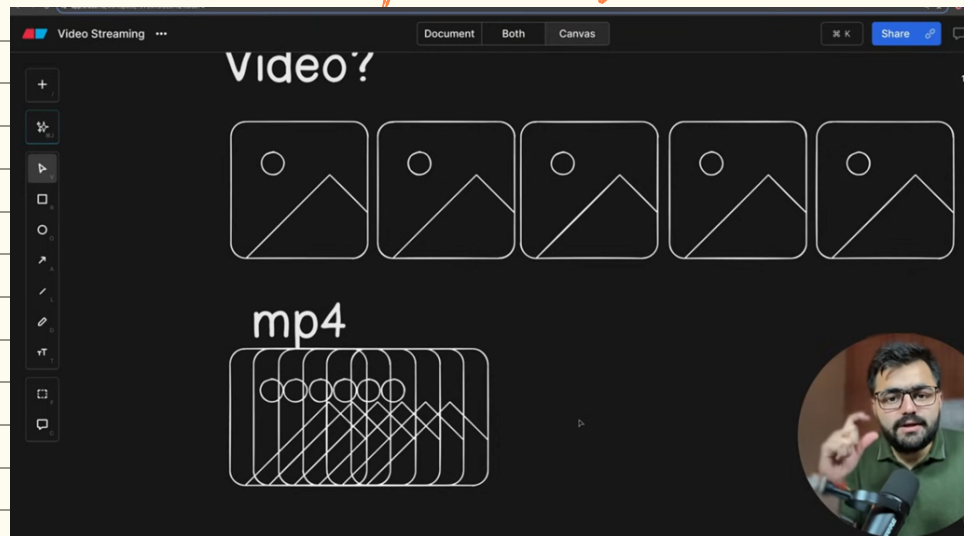 Video Streaming
Document Both Canvas
⌘ K
Share
Video?
mp4